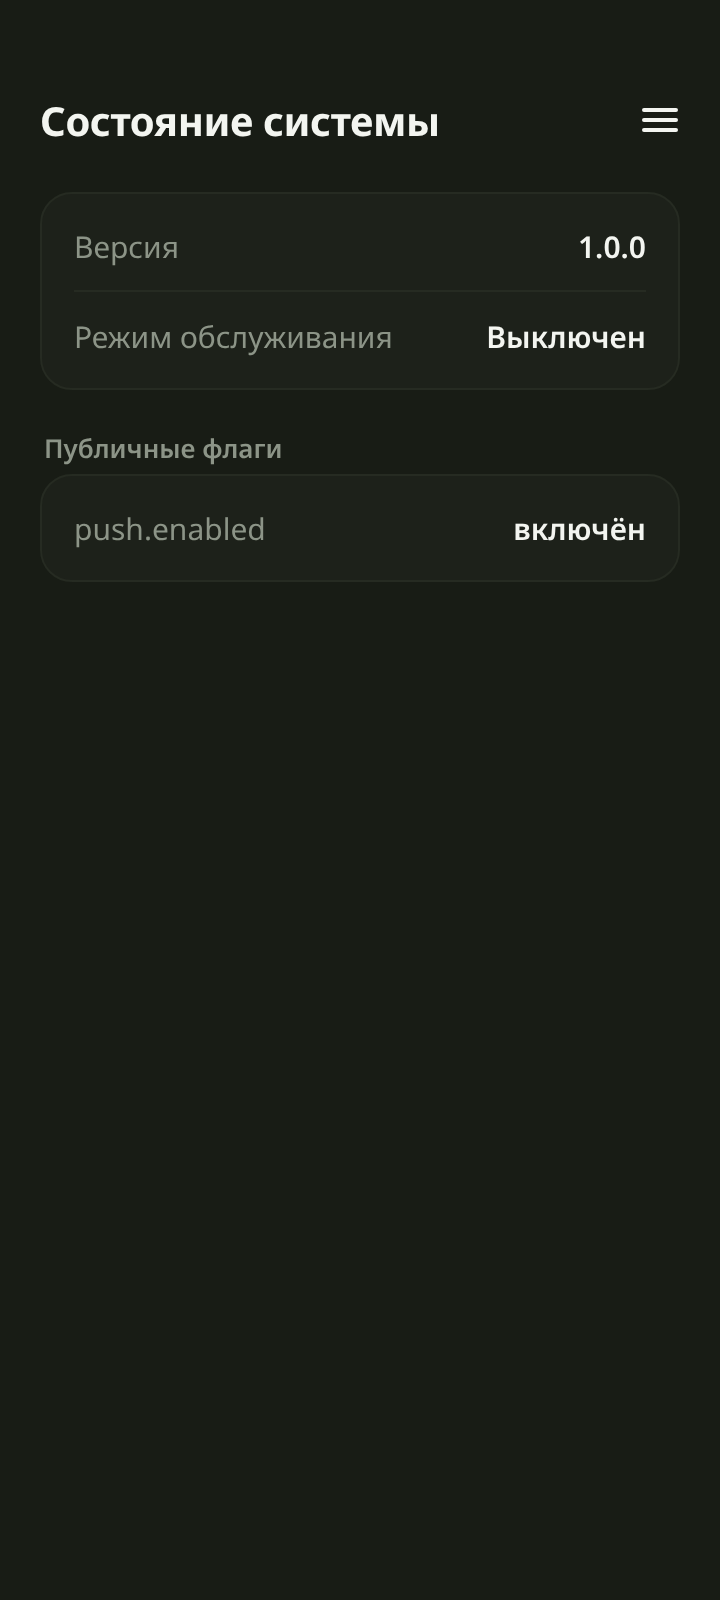 Состояние системы
Версия 1.0.0
Режим обслуживания Выключен
Публичные флаги
push.enabled включён